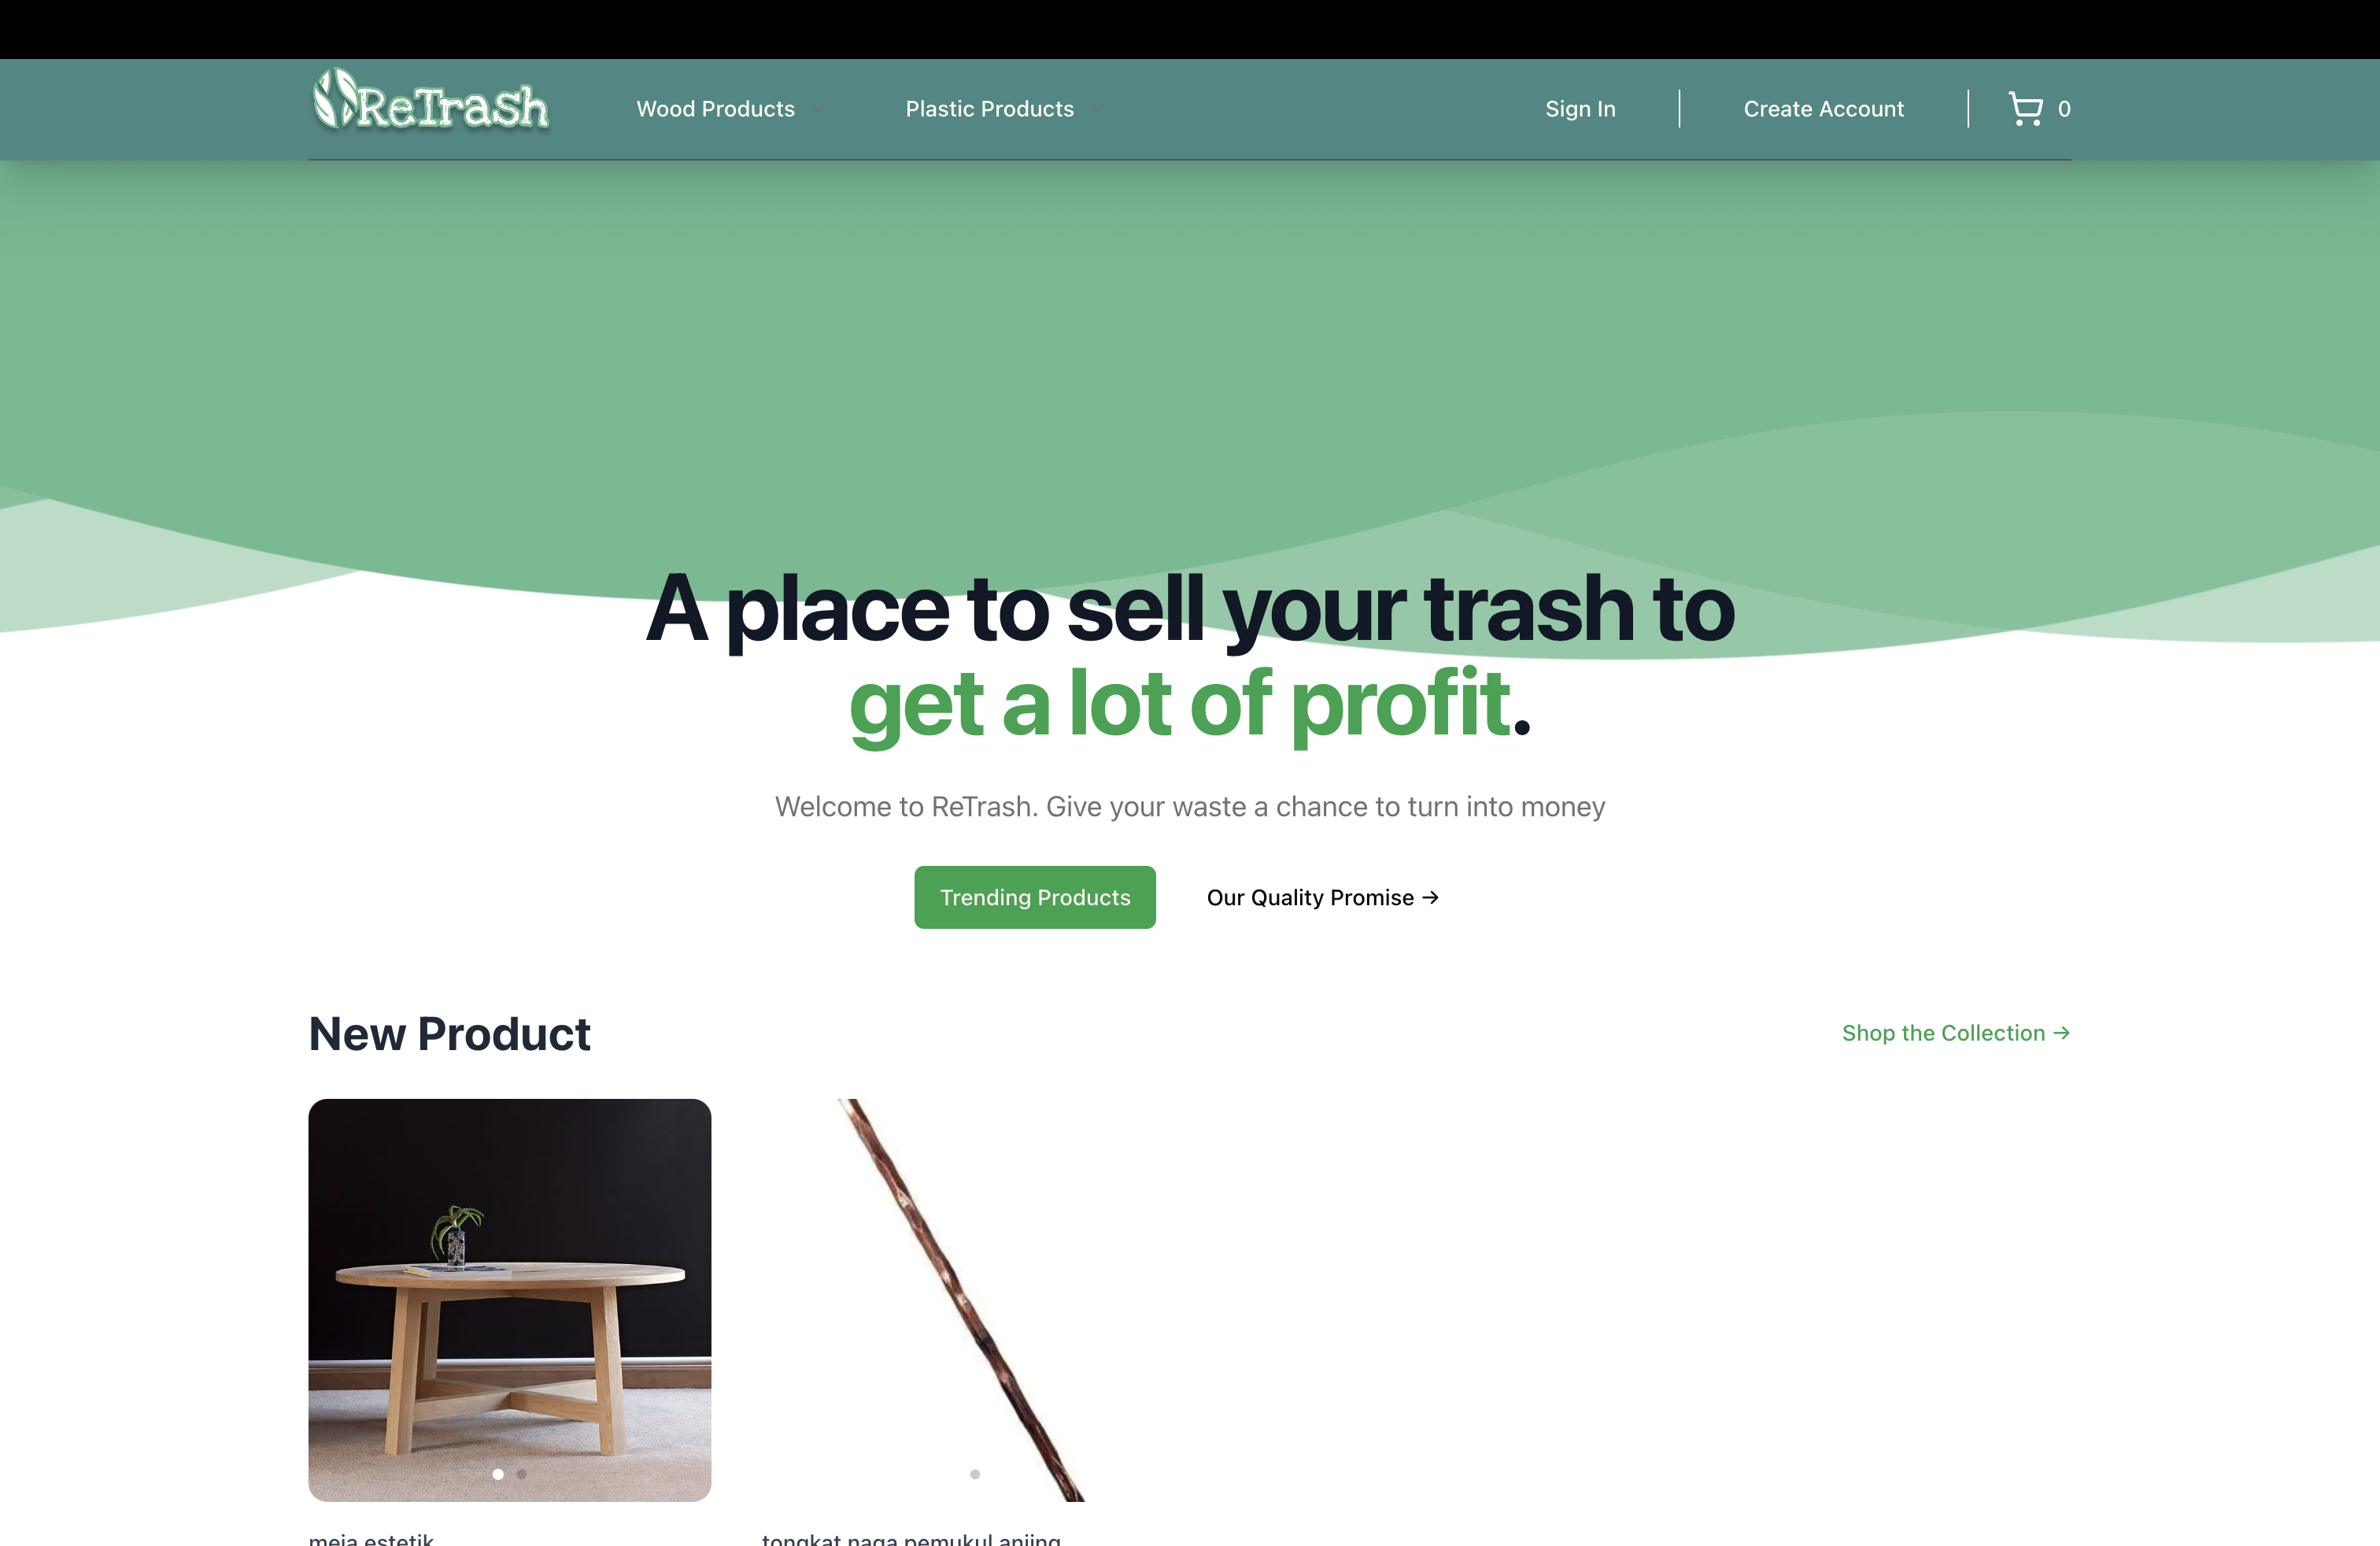 ReTrash
Wood Products
Plastic Products
Sign In
Create Account
0
A place to sell your trash to
get a lot of profit.
Welcome to ReTrash. Give your waste a chance to turn into money
Trending Products
Our Quality Promise →
New Product
Shop the Collection →
meja estetik
tongkat naga pemukul anjing